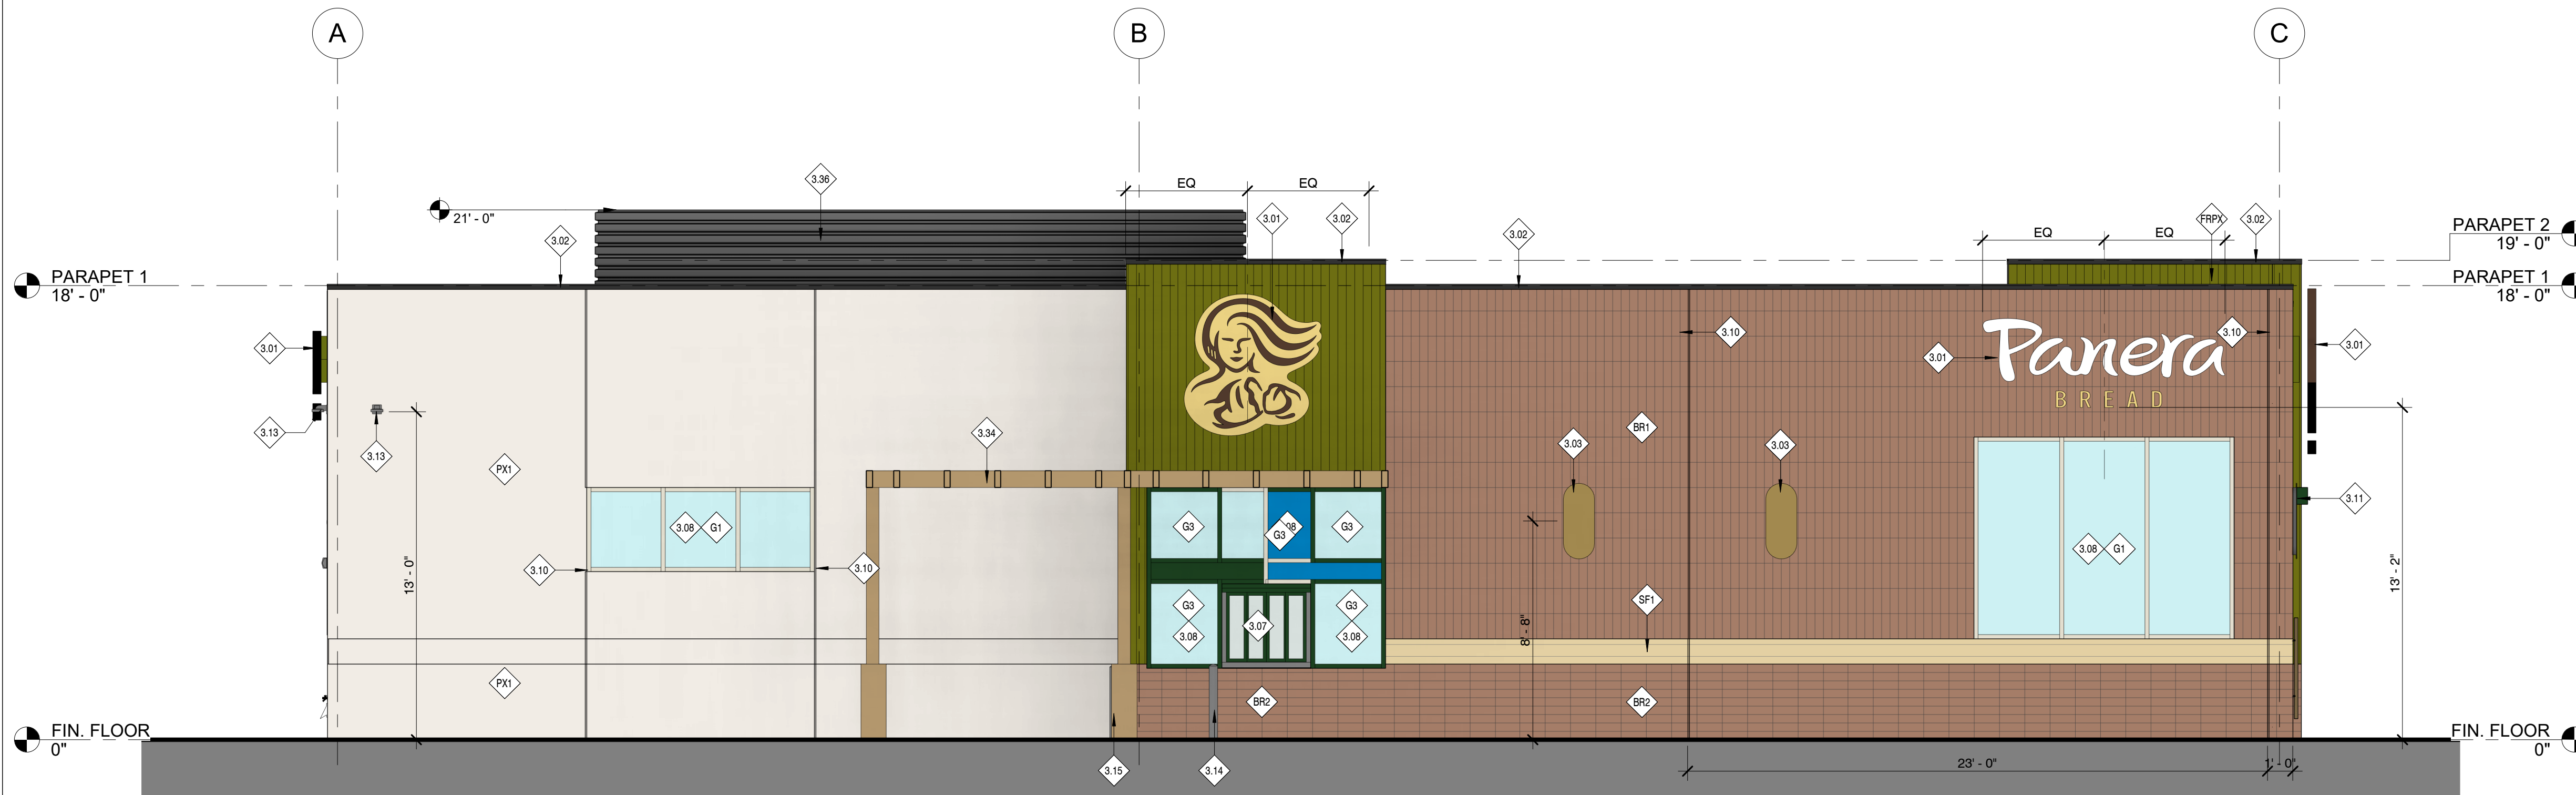 A
B
C
3.36
EQ
EQ
21' - 0"
3.01
3.02
3.02
3.02
FRPX
3.02
EQ
EQ
PARAPET 2
19' - 0"
PARAPET 1
18' - 0"
PARAPET 1
18' - 0"
3.01
3.10
Panera
BREAD
3.10
3.01
3.01
3.13
3.13
3.34
BR1
3.03
3.03
PX1
3.11
3.08
G1
G3
G3
G3
3.08
G1
3.10
3.10
13' - 0"
13' - 2"
8' - 8"
SF1
G3
3.08
3.07
G3
3.08
PX1
BR2
BR2
FIN. FLOOR
0"
FIN. FLOOR
0"
3.15
3.14
23' - 0"
1' - 0"